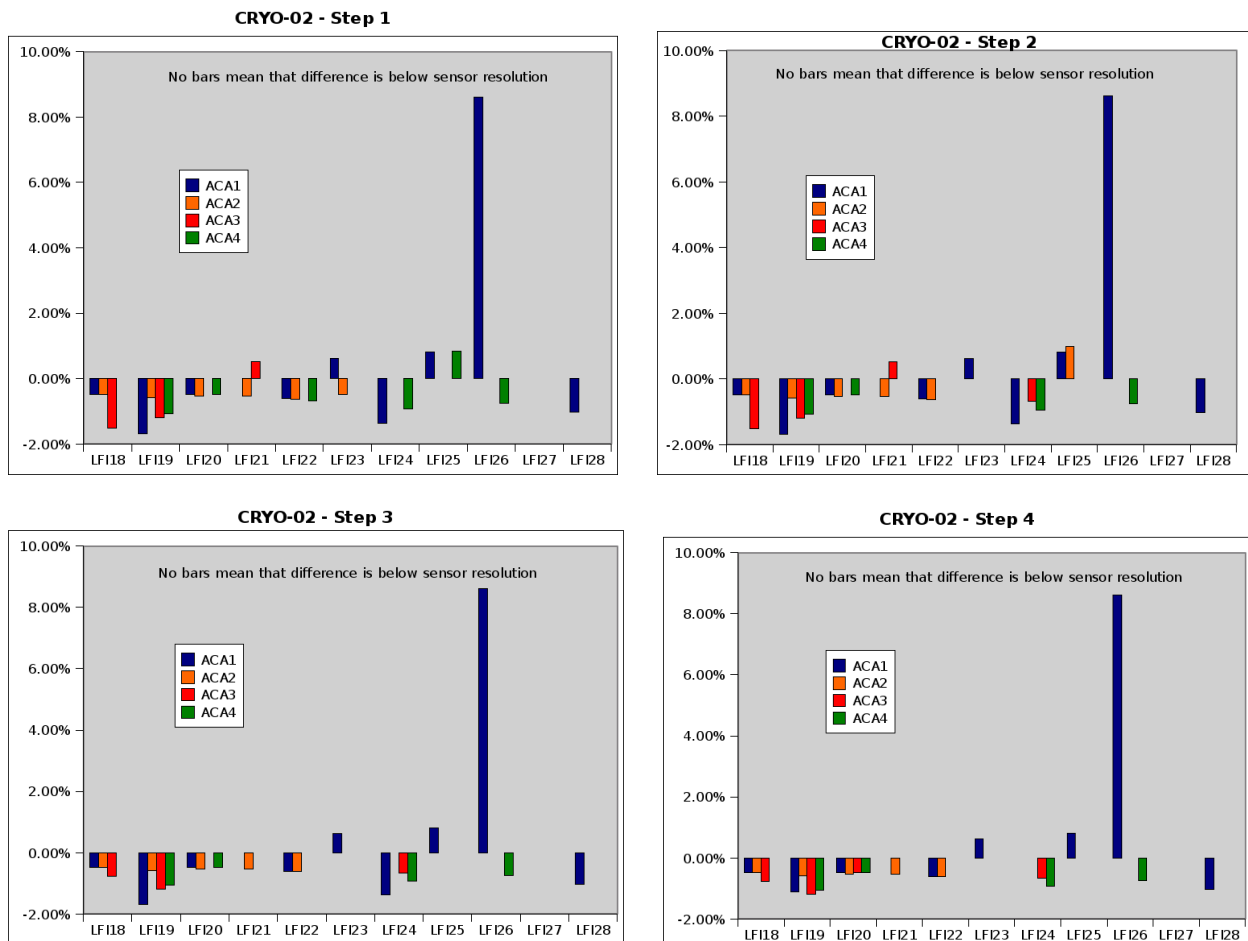 CRYO-02 - Step 1
10.00%
No bars mean that difference is below sensor resolution
8.00%
6.00%
ACA1
ACA2
ACA3
ACA4
4.00%
2.00%
0.00%
-2.00%
LFI18 LFI19 LFI20 LFI21 LFI22 LFI23 LFI24 LFI25 LFI26 LFI27 LFI28
CRYO-02 - Step 2
10.00%
No bars mean that difference is below sensor resolution
8.00%
6.00%
ACA1
ACA2
ACA3
ACA4
4.00%
2.00%
0.00%
-2.00%
LFI18 LFI19 LFI20 LFI21 LFI22 LFI23 LFI24 LFI25 LFI26 LFI27 LFI28
CRYO-02 - Step 3
10.00%
No bars mean that difference is below sensor resolution
8.00%
6.00%
ACA1
ACA2
ACA3
ACA4
4.00%
2.00%
0.00%
-2.00%
LFI18 LFI19 LFI20 LFI21 LFI22 LFI23 LFI24 LFI25 LFI26 LFI27 LFI28
CRYO-02 - Step 4
10.00%
No bars mean that difference is below sensor resolution
8.00%
6.00%
ACA1
ACA2
ACA3
ACA4
4.00%
2.00%
0.00%
-2.00%
LFI18 LFI19 LFI20 LFI21 LFI22 LFI23 LFI24 LFI25 LFI26 LFI27 LFI28